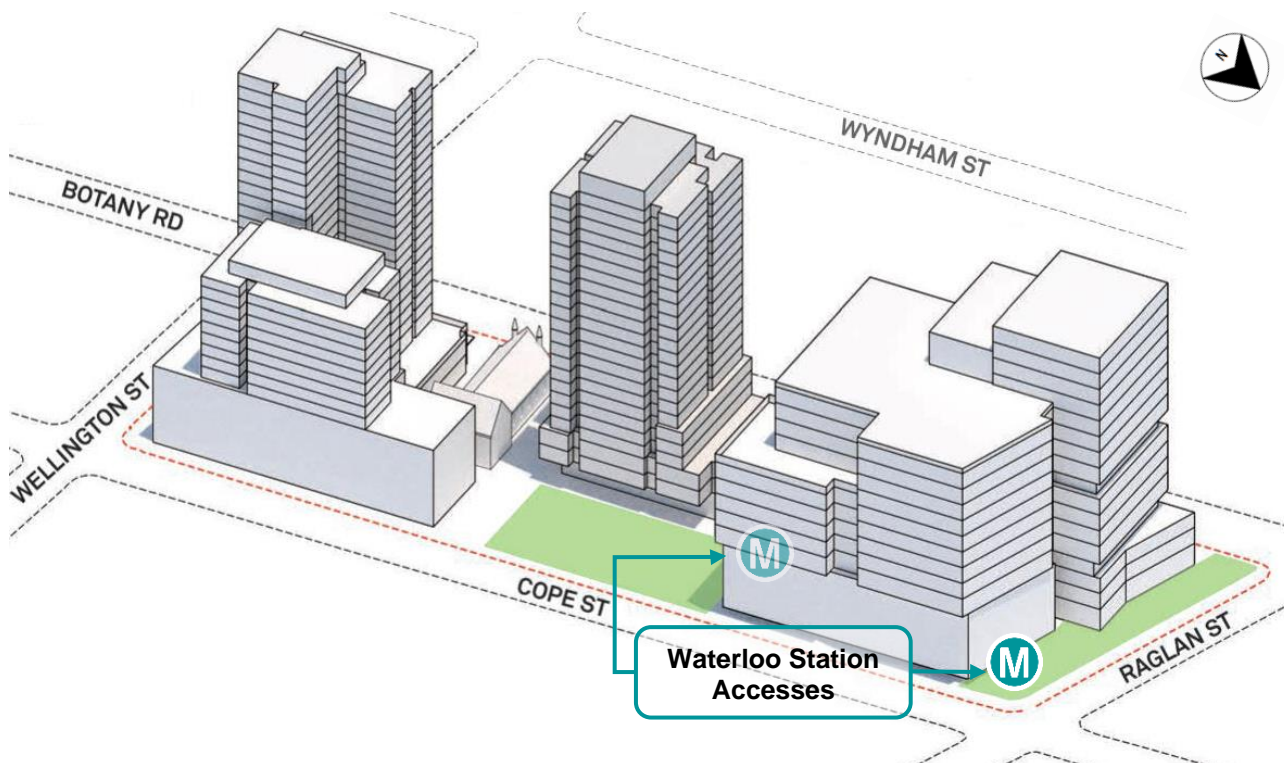 N
WYNDHAM ST
BOTANY RD
WELLINGTON ST
COPE ST
M
Waterloo Station
Accesses
M
RAGLAN ST